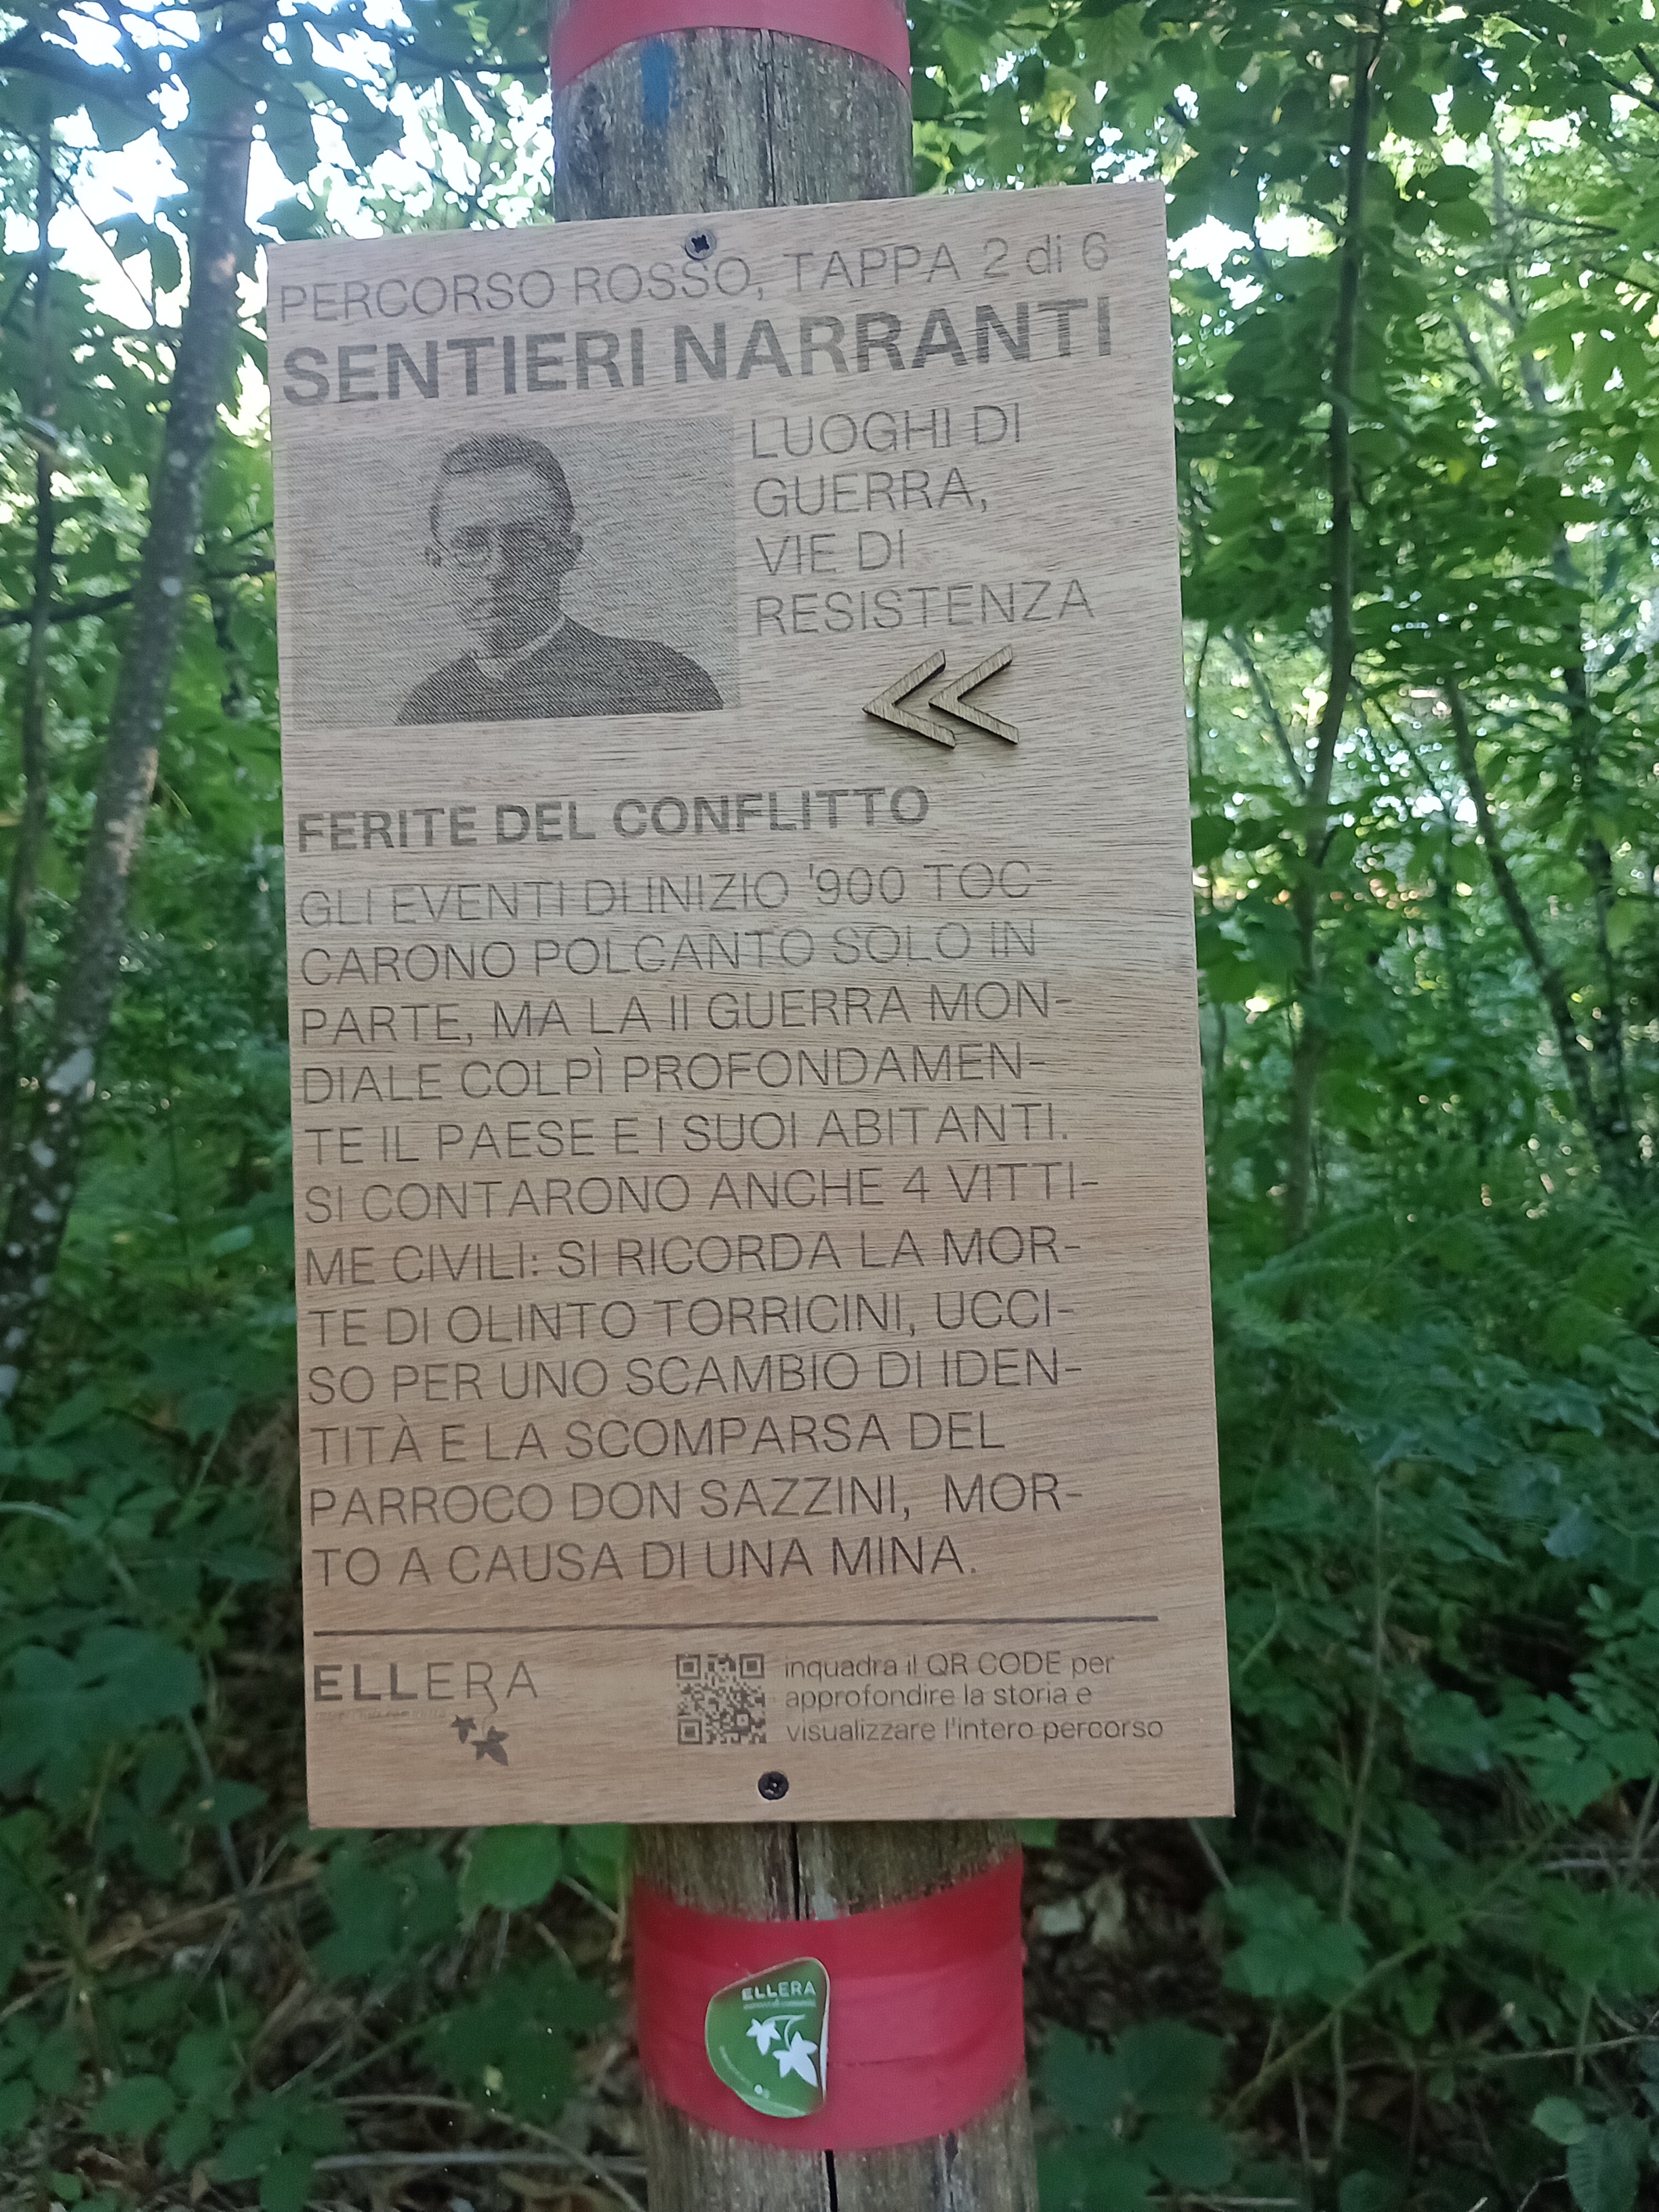 PERCORSO ROSSO, TAPPA 2 di 6
SENTIERI NARRANTI
LUOGHI DI
GUERRA,
VIE DI
RESISTENZA
FERITE DEL CONFLITTO
GLI EVENTI DI INIZIO '900 TOC-
CARONO POLCANTO SOLO IN
PARTE, MA LA II GUERRA MON-
DIALE COLPÌ PROFONDAMEN-
TE IL PAESE E I SUOI ABITANTI.
SI CONTARONO ANCHE 4 VITTI-
ME CIVILI: SI RICORDA LA MOR-
TE DI OLINTO TORRICINI, UCCI-
SO PER UNO SCAMBIO DI IDEN-
TITÀ E LA SCOMPARSA DEL
PARROCO DON SAZZINI, MOR-
TO A CAUSA DI UNA MINA.
ELLERA
inquadra il QR CODE per
approfondire la storia e
visualizzare l'intero percorso
ELLERA